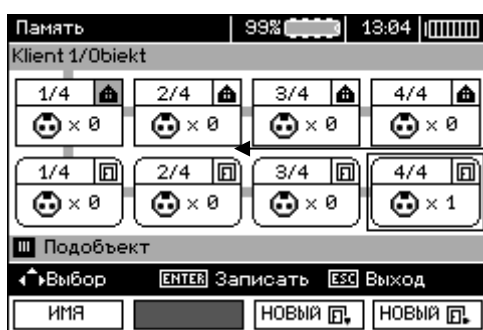 Память 99% 13:04
Klient 1/Obiekt
1/4 2/4 3/4 4/4
× 0 × 0 × 0 × 0
1/4 2/4 3/4 4/4
× 0 × 0 × 0 × 1
Подобъект
Выбор ENTER Записать ESC Выход
ИМЯ НОВЫЙ НОВЫЙ